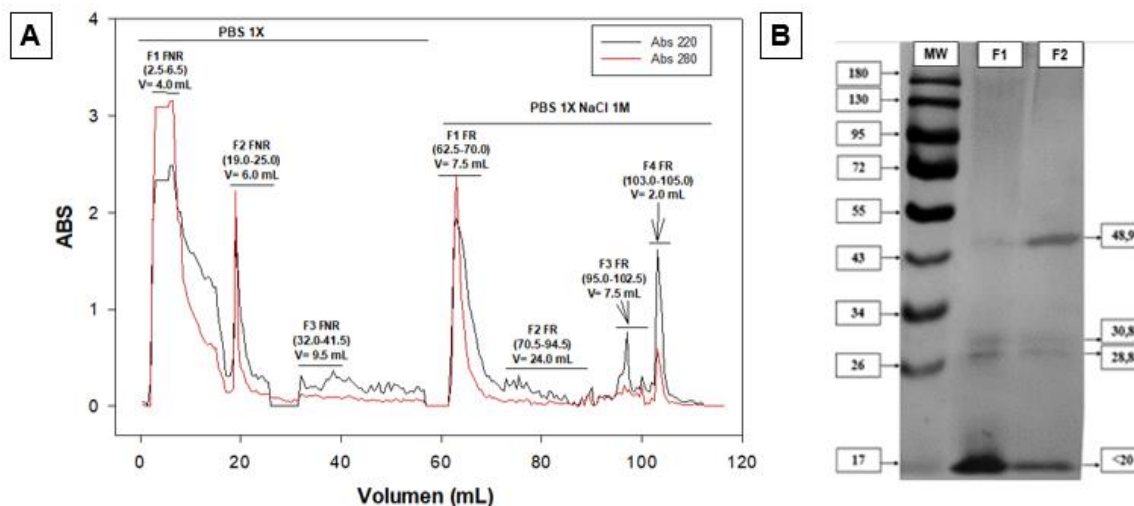 A
PBS 1X
F1 FNR
(2.5-6.5)
V= 4.0 mL
F2 FNR
(19.0-25.0)
V= 6.0 mL
F3 FNR
(32.0-41.5)
V= 9.5 mL
Abs 220
Abs 280
PBS 1X NaCl 1M
F1 FR
(62.5-70.0)
V= 7.5 mL
F2 FR
(70.5-94.5)
V= 24.0 mL
F3 FR
(95.0-102.5)
V= 7.5 mL
F4 FR
(103.0-105.0)
V= 2.0 mL
ABS
4
3
2
1
0
0 20 40 60 80 100 120
Volumen (mL)
B
MW F1 F2
180
130
95
72
55
43
34
26
17
48,9
30,8
28,8
<20